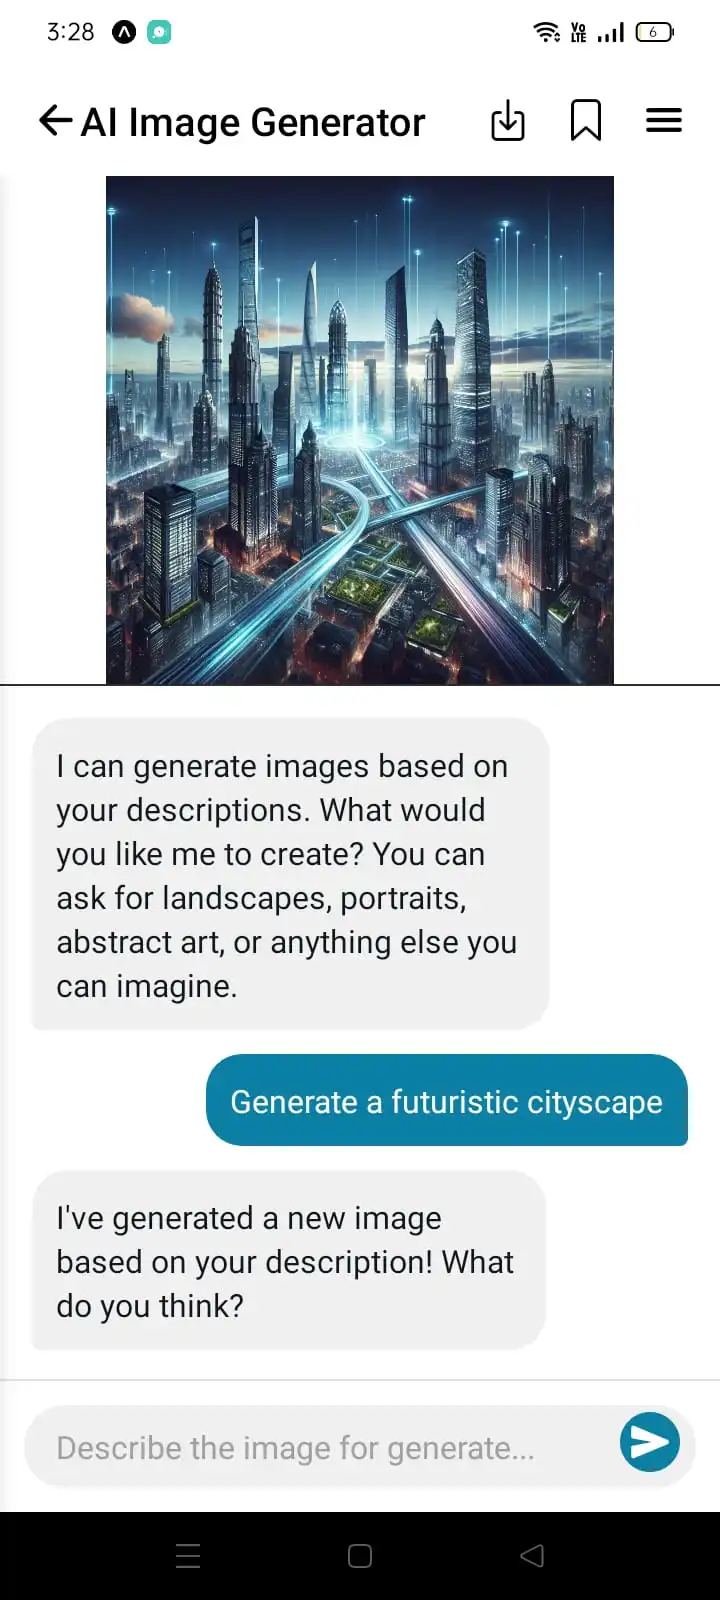 3:28
Vo
LTE
6
AI Image Generator
I can generate images based on
your descriptions. What would
you like me to create? You can
ask for landscapes, portraits,
abstract art, or anything else you
can imagine.
Generate a futuristic cityscape
I've generated a new image
based on your description! What
do you think?
Describe the image for generate...